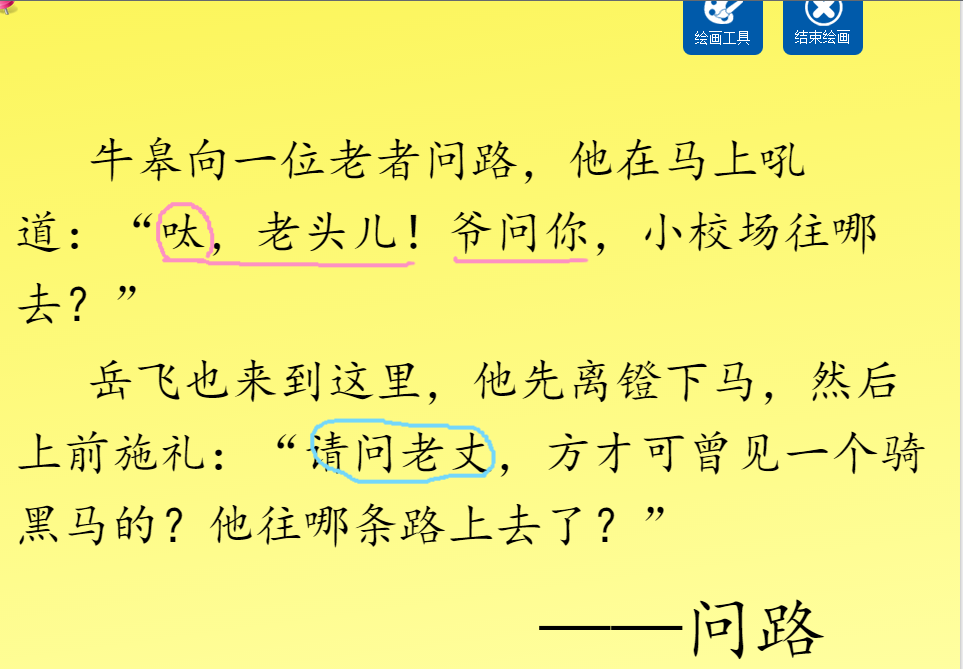 绘画工具 结束绘画
牛皋向一位老者问路，他在马上吼
道：“呔，老头儿！爷问你，小校场往哪
去？”
岳飞也来到这里，他先离镫下马，然后
上前施礼：“请问老丈，方才可曾见一个骑
黑马的？他往哪条路上去了？”
——问路